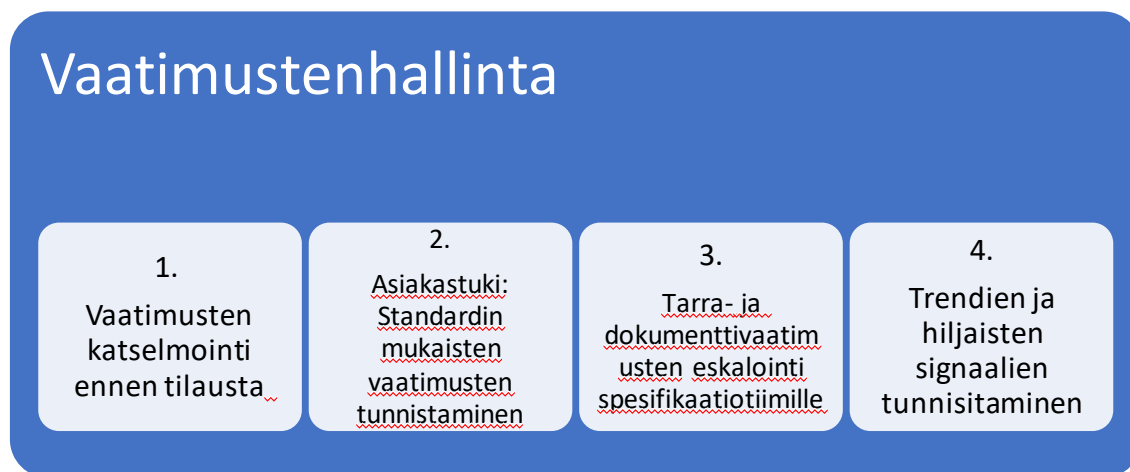 Vaatimustenhallinta
1.
Vaatimusten
katselmointi
ennen tilausta
2.
Asiakastuki:
Standardin
mukaisten
vaatimusten
tunnistaminen
3.
Tarra- ja
dokumenttivaatim
usten eskalointi
spesifikaatiotiimille
4.
Trendien ja
hiljaisten
signaalien
tunnisitaminen